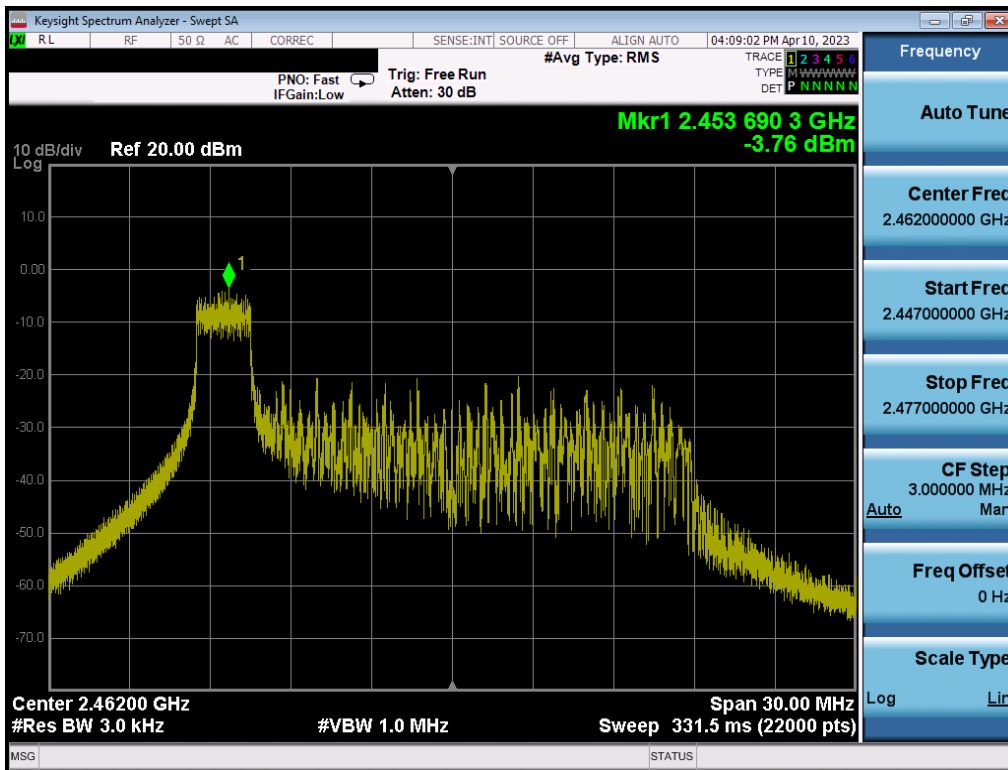 Keysight Spectrum Analyzer - Swept SA
LXI RL RF 50 Ω AC CORREC SENSE:INT SOURCE OFF ALIGN AUTO 04:09:02 PM Apr 10, 2023
#Avg Type: RMS
TRACE 1 2 3 4 5 6
PNO: Fast Trig: Free Run
TYPE M W W W W W
IFGain:Low Atten: 30 dB
DET P N N N N N
Mkr1 2.453 690 3 GHz
-3.76 dBm
10 dB/div Ref 20.00 dBm
Log
10.0
0.00
1
-10.0
-20.0
-30.0
-40.0
-50.0
-60.0
-70.0
Center 2.46200 GHz Span 30.00 MHz
#Res BW 3.0 kHz #VBW 1.0 MHz Sweep 331.5 ms (22000 pts)
MSG STATUS
Frequency
Auto Tune
Center Freq
2.462000000 GHz
Start Freq
2.447000000 GHz
Stop Freq
2.477000000 GHz
CF Step
3.000000 MHz
Auto Man
Freq Offset
0 Hz
Scale Type
Log Lin